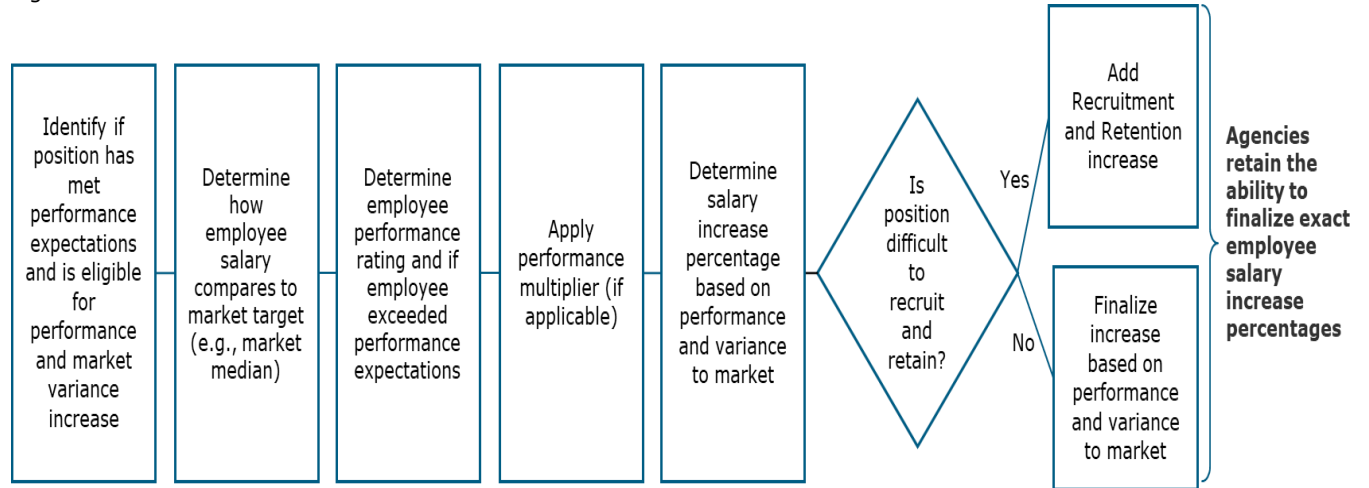 Identify if
position has
met
performance
expectations
and is eligible
for
performance
and market
variance
increase
Determine
how
employee
salary
compares to
market target
(e.g., market
median)
Determine
employee
performance
rating and if
employee
exceeded
performance
expectations
Apply
performance
multiplier (if
applicable)
Determine
salary
increase
percentage
based on
performance
and variance
to market
Is
position
difficult
to
recruit
and
retain?
Yes
No
Add
Recruitment
and Retention
increase
Finalize
increase
based on
performance
and variance
to market
Agencies
retain the
ability to
finalize exact
employee
salary
increase
percentages